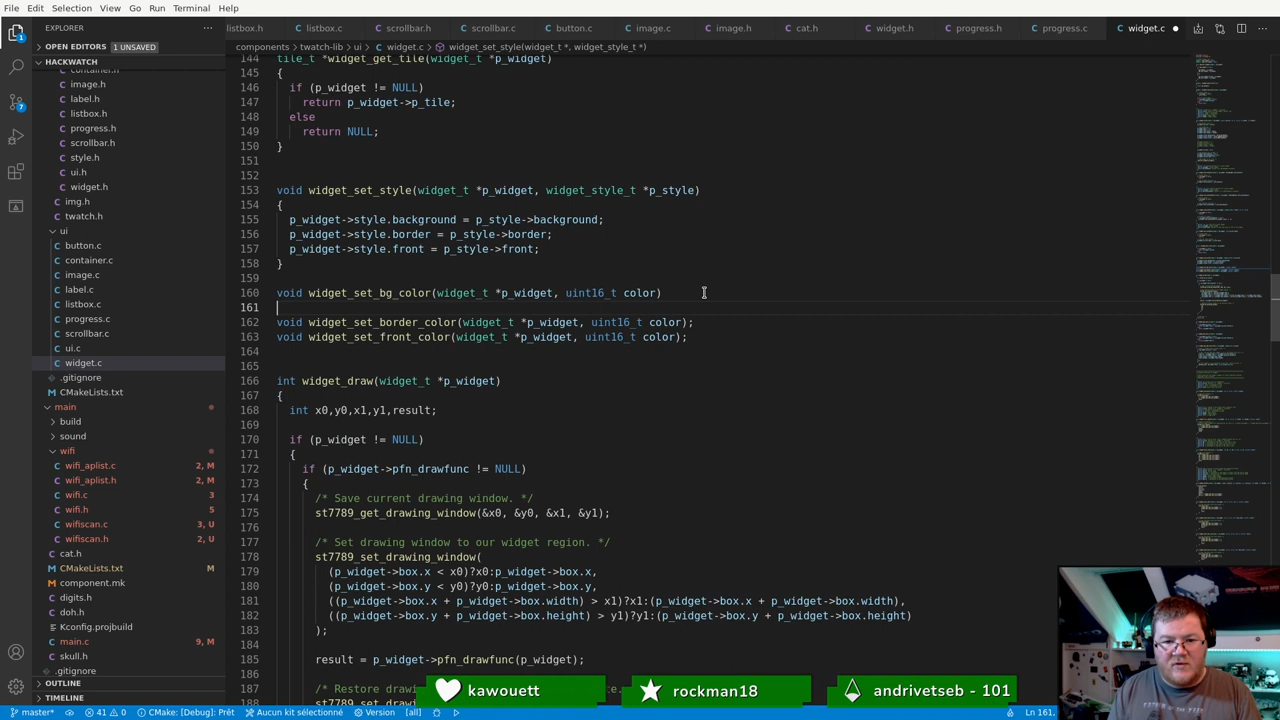 File Edit Selection View Go Run Terminal Help
EXPLORER
OPEN EDITORS 1 UNSAVED
HACKWATCH
container.h
image.h
label.h
listbox.h
progress.h
scrollbar.h
style.h
ui.h
widget.h
img.h
twatch.h
ui
button.c
container.c
image.c
label.c
listbox.c
progress.c
scrollbar.c
ui.c
widget.c
.gitignore
CMakeLists.txt
main
build
sound
wifi
wifi_aplist.c 2, M
wifi_aplist.h 2, M
wifi.c 3
wifi.h 5
wifiscan.c 3, U
wifiscan.h 2, U
cat.h
CMakeLists.txt M
component.mk
digits.h
doh.h
Kconfig.projbuild
main.c 9, M
skull.h
.gitignore
OUTLINE
TIMELINE
listbox.h listbox.c scrollbar.h scrollbar.c button.c image.c image.h cat.h widget.h progress.h progress.c widget.c
components > twatch-lib > ui > widget.c > widget_set_style(widget_t *, widget_style_t *)
144 tile_t *widget_get_tile(widget_t *p_widget)
145 {
146 if (p_widget != NULL)
147 return p_widget->p_tile;
148 else
149 return NULL;
150 }
151
152
153 void widget_set_style(widget_t *p_widget, widget_style_t *p_style)
154 {
155 p_widget->style.background = p_style->background;
156 p_widget->style.border = p_style->border;
157 p_widget->style.front = p_style->front;
158 }
159
160 void widget_set_bg_color(widget_t *p_widget, uint16_t color)
161
162 void widget_set_border_color(widget_t *p_widget, uint16_t color);
163 void widget_set_front_color(widget_t *p_widget, uint16_t color);
164
165
166 int widget_draw(widget_t *p_widget)
167 {
168 int x0,y0,x1,y1,result;
169
170 if (p_widget != NULL)
171 {
172 if (p_widget->pfn_drawfunc != NULL)
173 {
174 /* Save current drawing window. */
175 st7789_get_drawing_window(&x0, &y0, &x1, &y1);
176
177 /* Set drawing window to our widget region. */
178 st7789_set_drawing_window(
179 (p_widget->box.x < x0)?x0:p_widget->box.x,
180 (p_widget->box.y < y0)?y0:p_widget->box.y,
181 ((p_widget->box.x + p_widget->box.width) > x1)?x1:(p_widget->box.x + p_widget->box.width),
182 ((p_widget->box.y + p_widget->box.height) > y1)?y1:(p_widget->box.y + p_widget->box.height)
183 );
184
185 result = p_widget->pfn_drawfunc(p_widget);
186
187 /* Restore
kawouett
rockman18
andrivetseb - 101
master* 41 0 CMake: [Debug]: Prêt Aucun kit sélectionné Version [all] Ln 161,